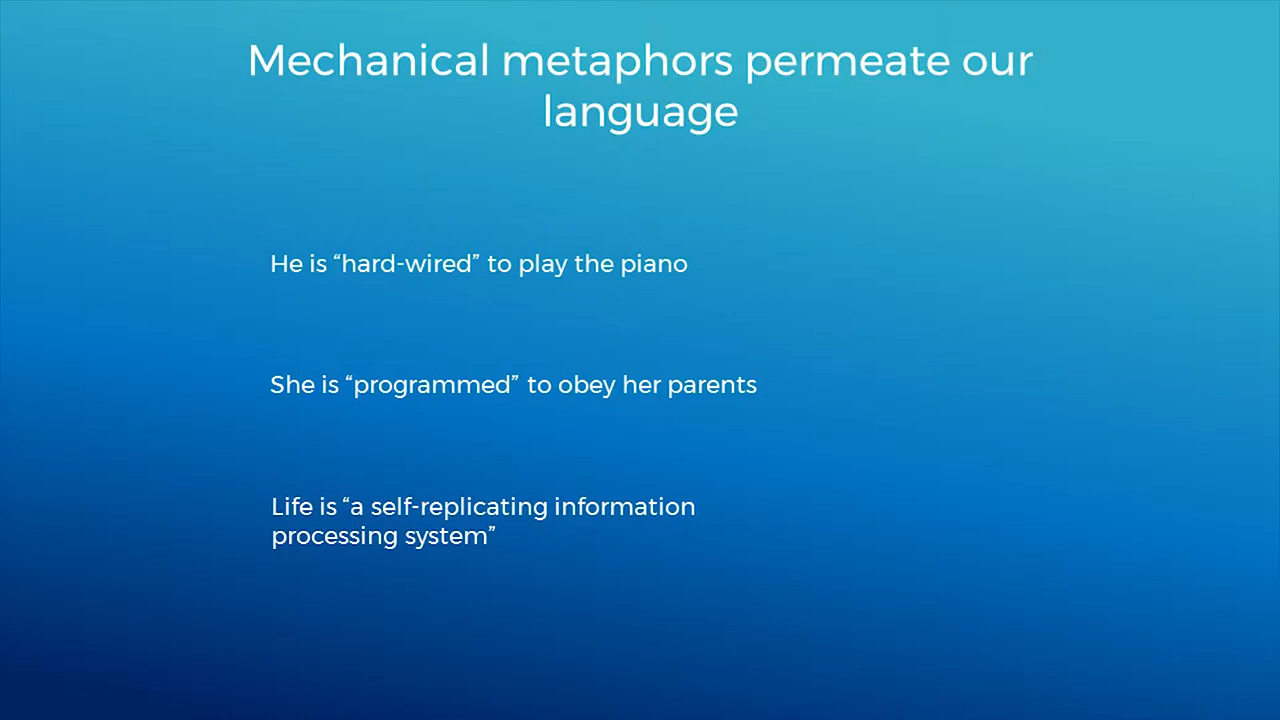 Mechanical metaphors permeate our
language
He is “hard-wired” to play the piano
She is “programmed” to obey her parents
Life is “a self-replicating information
processing system”